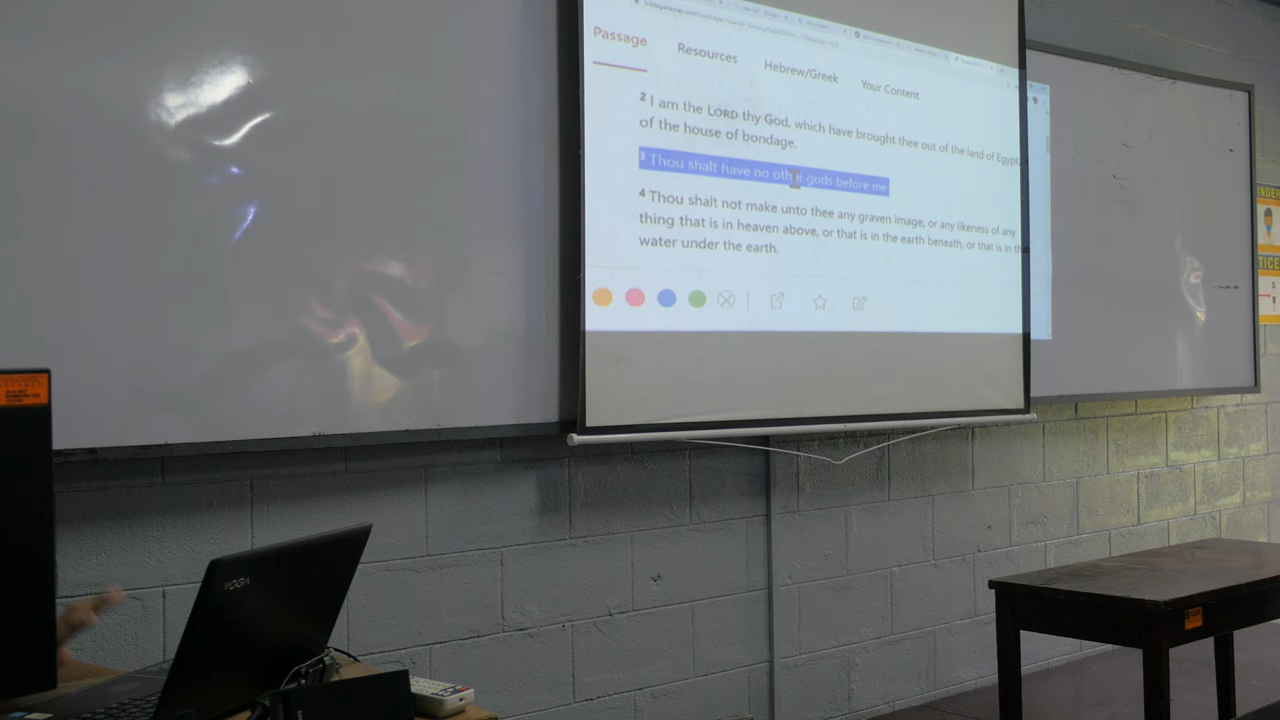 Passage
Resources
Hebrew/Greek
Your Content
2 I am the LORD thy God, which have brought thee out of the land of Egypt,
of the house of bondage.
3 Thou shalt have no other gods before me.
4 Thou shalt not make unto thee any graven image, or any likeness of any
thing that is in heaven above, or that is in the earth beneath, or that is in the
water under the earth.
YOGA